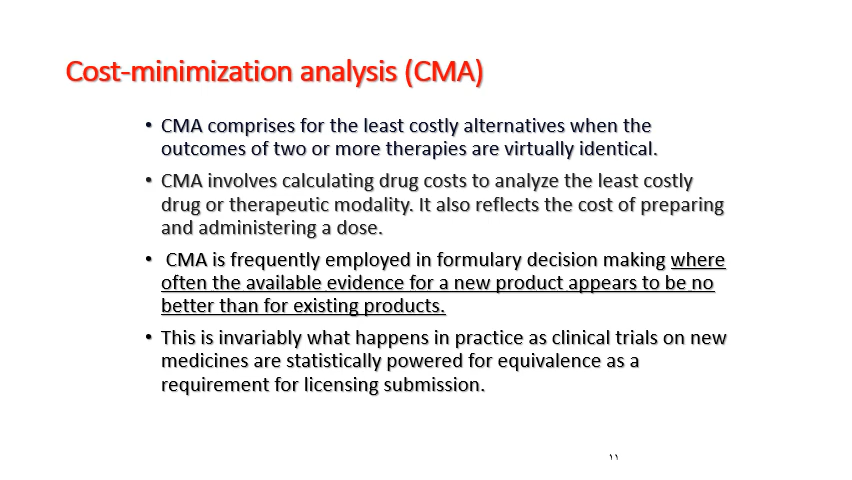 Cost-minimization analysis (CMA)
• CMA comprises for the least costly alternatives when the
outcomes of two or more therapies are virtually identical.
• CMA involves calculating drug costs to analyze the least costly
drug or therapeutic modality. It also reflects the cost of preparing
and administering a dose.
• CMA is frequently employed in formulary decision making where
often the available evidence for a new product appears to be no
better than for existing products.
• This is invariably what happens in practice as clinical trials on new
medicines are statistically powered for equivalence as a
requirement for licensing submission.
١١